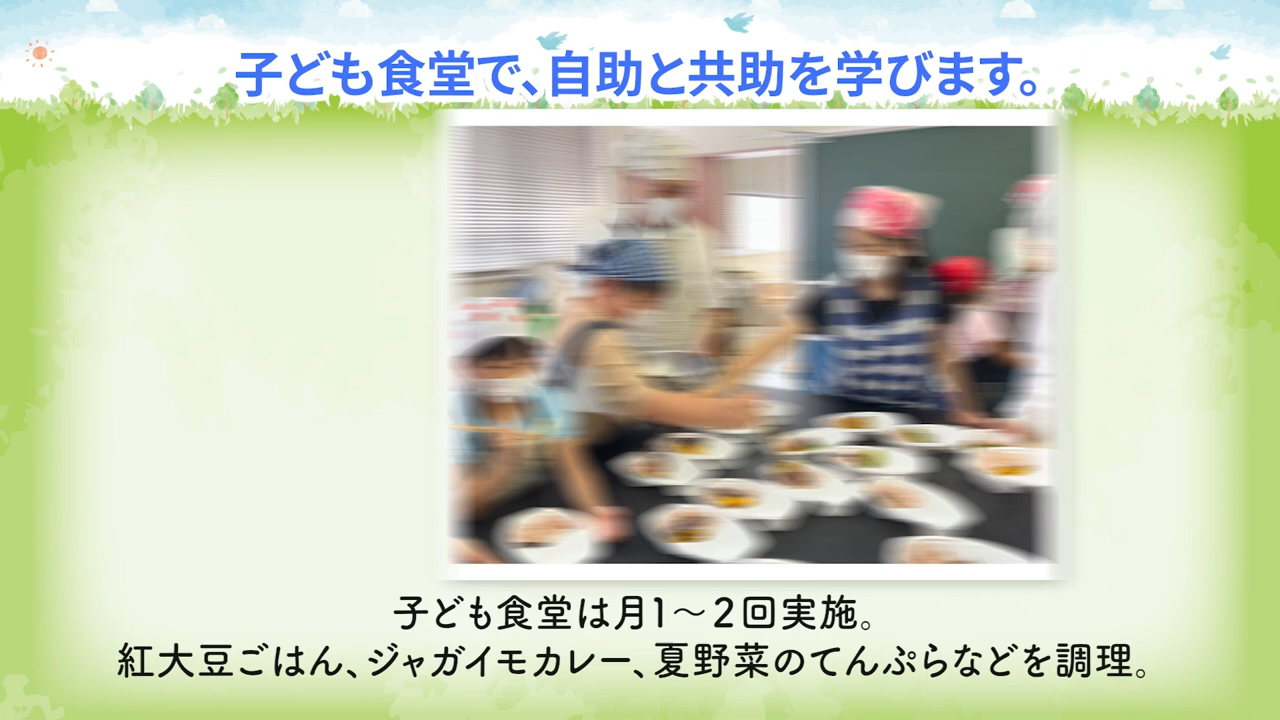 子ども食堂で、自助と共助を学びます。
子ども食堂は月1〜2回実施。
紅大豆ごはん、ジャガイモカレー、夏野菜のてんぷらなどを調理。